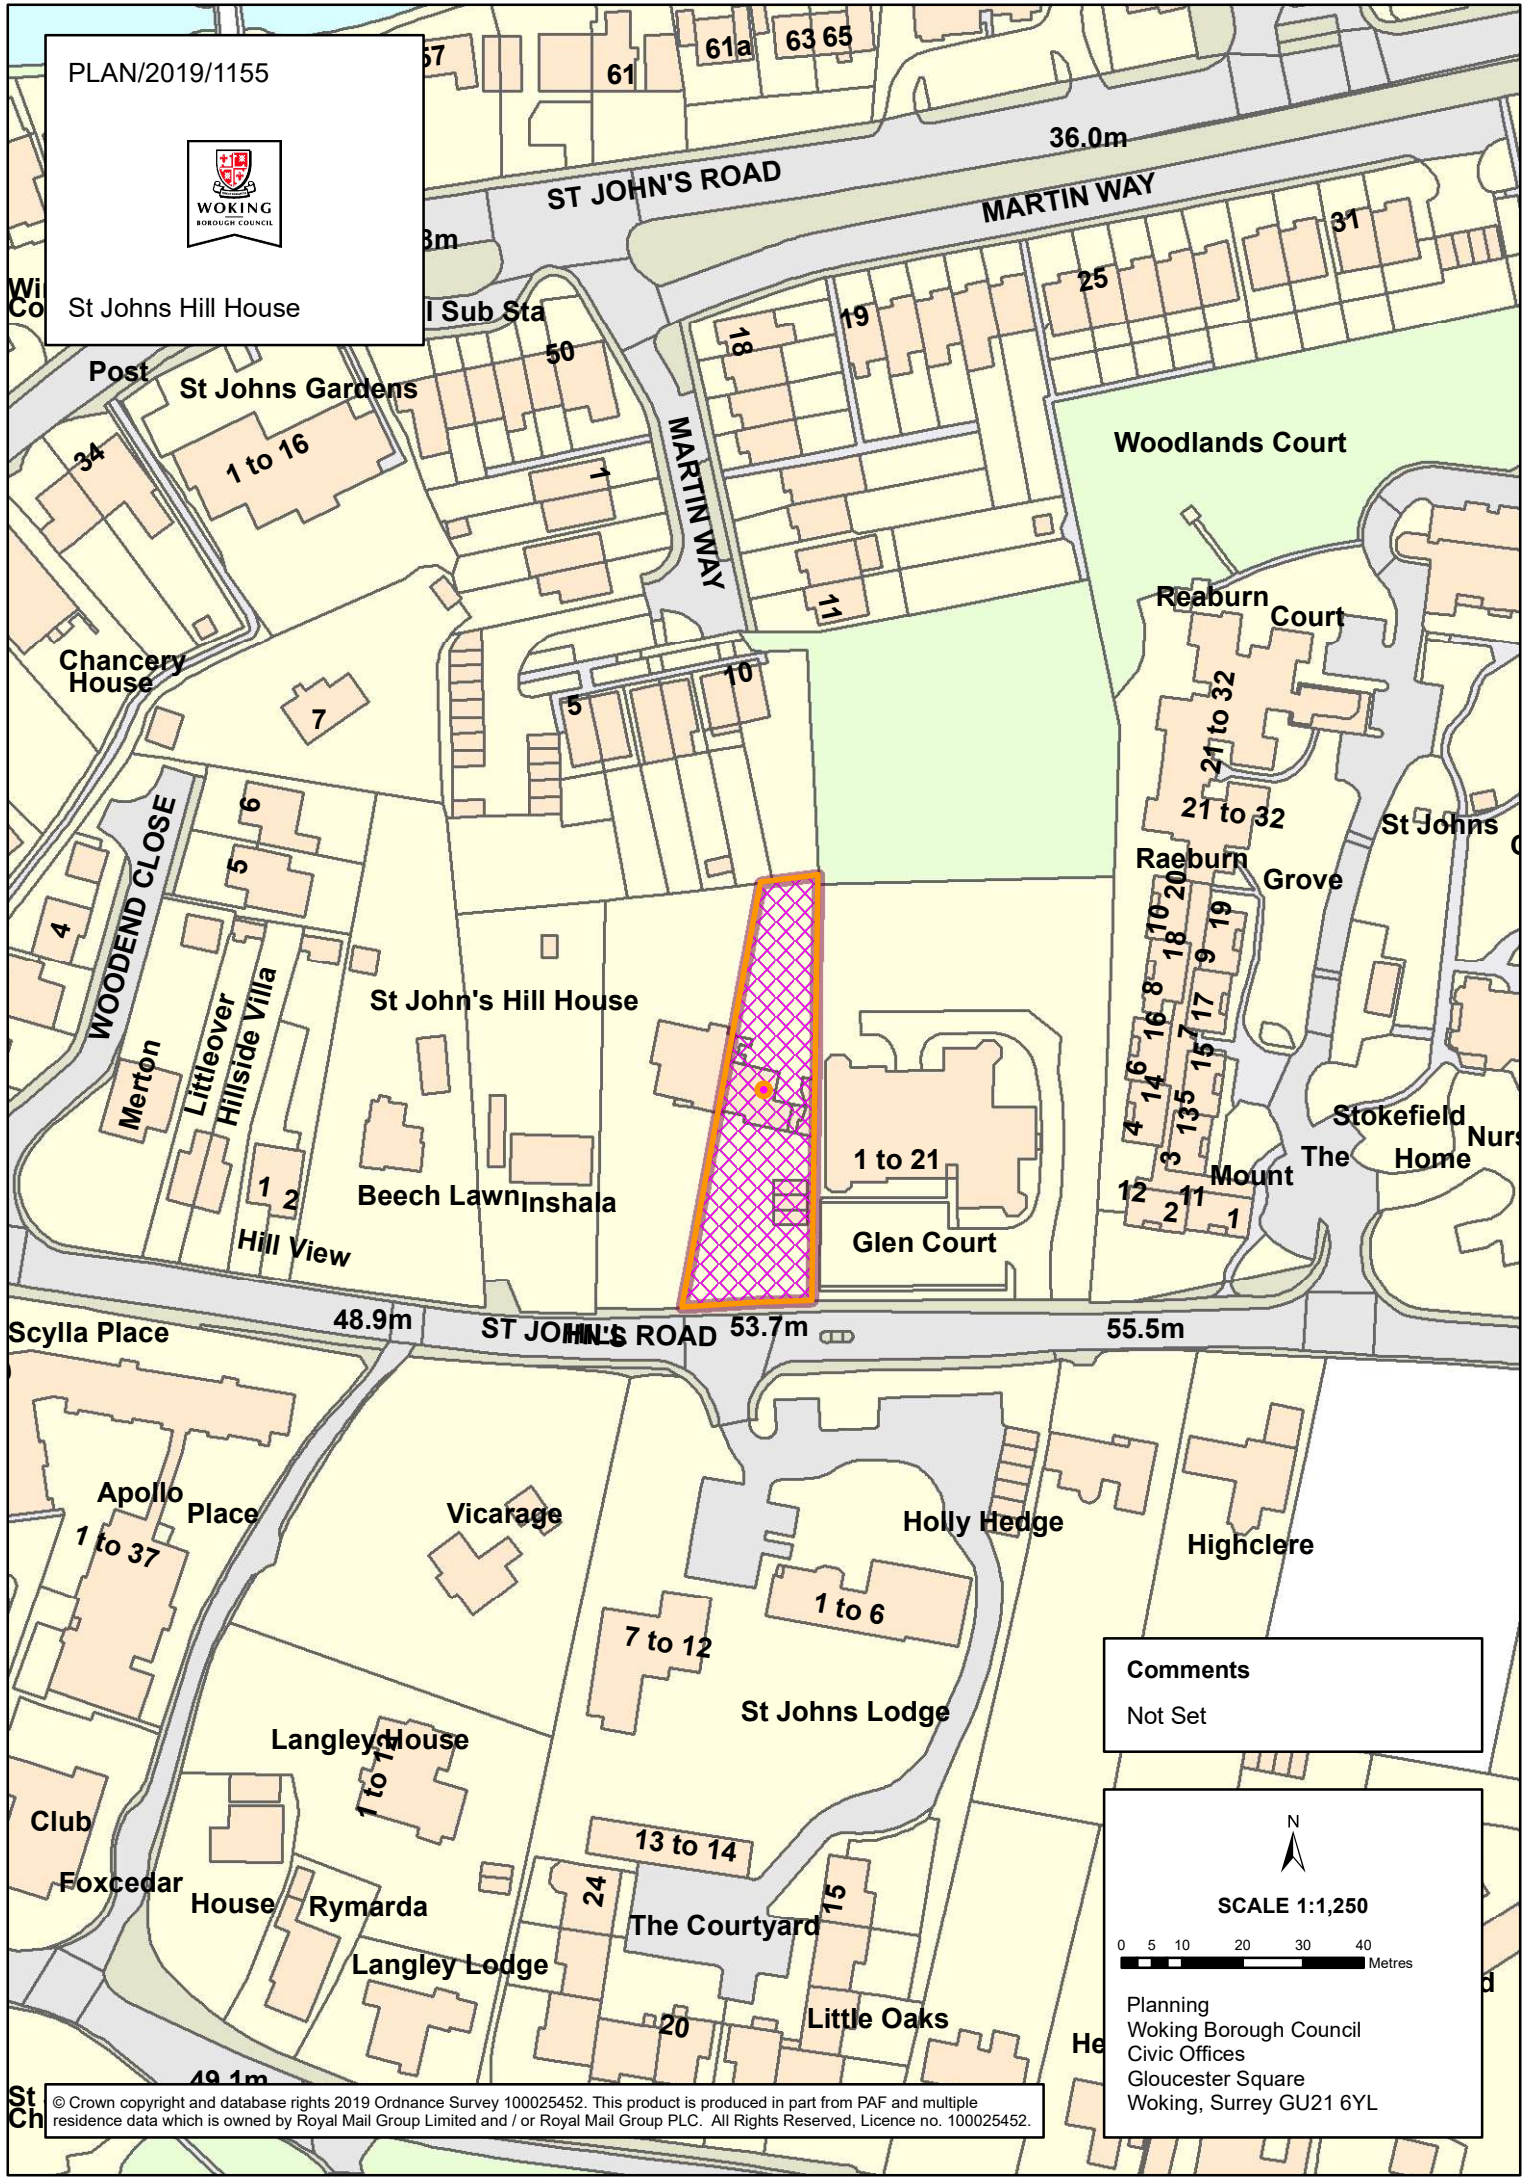 PLAN/2019/1155
WOKING
BOROUGH COUNCIL
St Johns Hill House
57
61
61a
63 65
36.0m
ST JOHN'S ROAD
MARTIN WAY
31
25
19
18
l Sub Sta
50
Post
St Johns Gardens
34
1 to 16
1
MARTIN WAY
Woodlands Court
11
Reaburn
Court
Chancery
House
7
5
10
21 to 32
21 to 32
St Johns
Raeburn
Grove
WOODEND CLOSE
6
5
4
20
10
19
18
9
8
17
16
7
15
6
14
5
13
4
3
12
11
2
1
St John's Hill House
Littleover
Hillside Villa
Merton
1
2
Hill View
Beech Lawn
Inshala
1 to 21
Glen Court
Stokefield
Home
The
Mount
48.9m
ST JOHN'S
HILL ROAD
53.7m
55.5m
Scylla Place
Apollo
Place
1 to 37
Vicarage
Holly Hedge
Highclere
1 to 6
7 to 12
St Johns Lodge
Langley House
1 to 12
Club
Foxcedar
House
Rymarda
13 to 14
24
15
The Courtyard
Langley Lodge
20
Little Oaks
49.1m
Comments
Not Set
N
SCALE 1:1,250
0 5 10 20 30 40
Metres
Planning
Woking Borough Council
Civic Offices
Gloucester Square
Woking, Surrey GU21 6YL
© Crown copyright and database rights 2019 Ordnance Survey 100025452. This product is produced in part from PAF and multiple
residence data which is owned by Royal Mail Group Limited and / or Royal Mail Group PLC. All Rights Reserved, Licence no. 100025452.